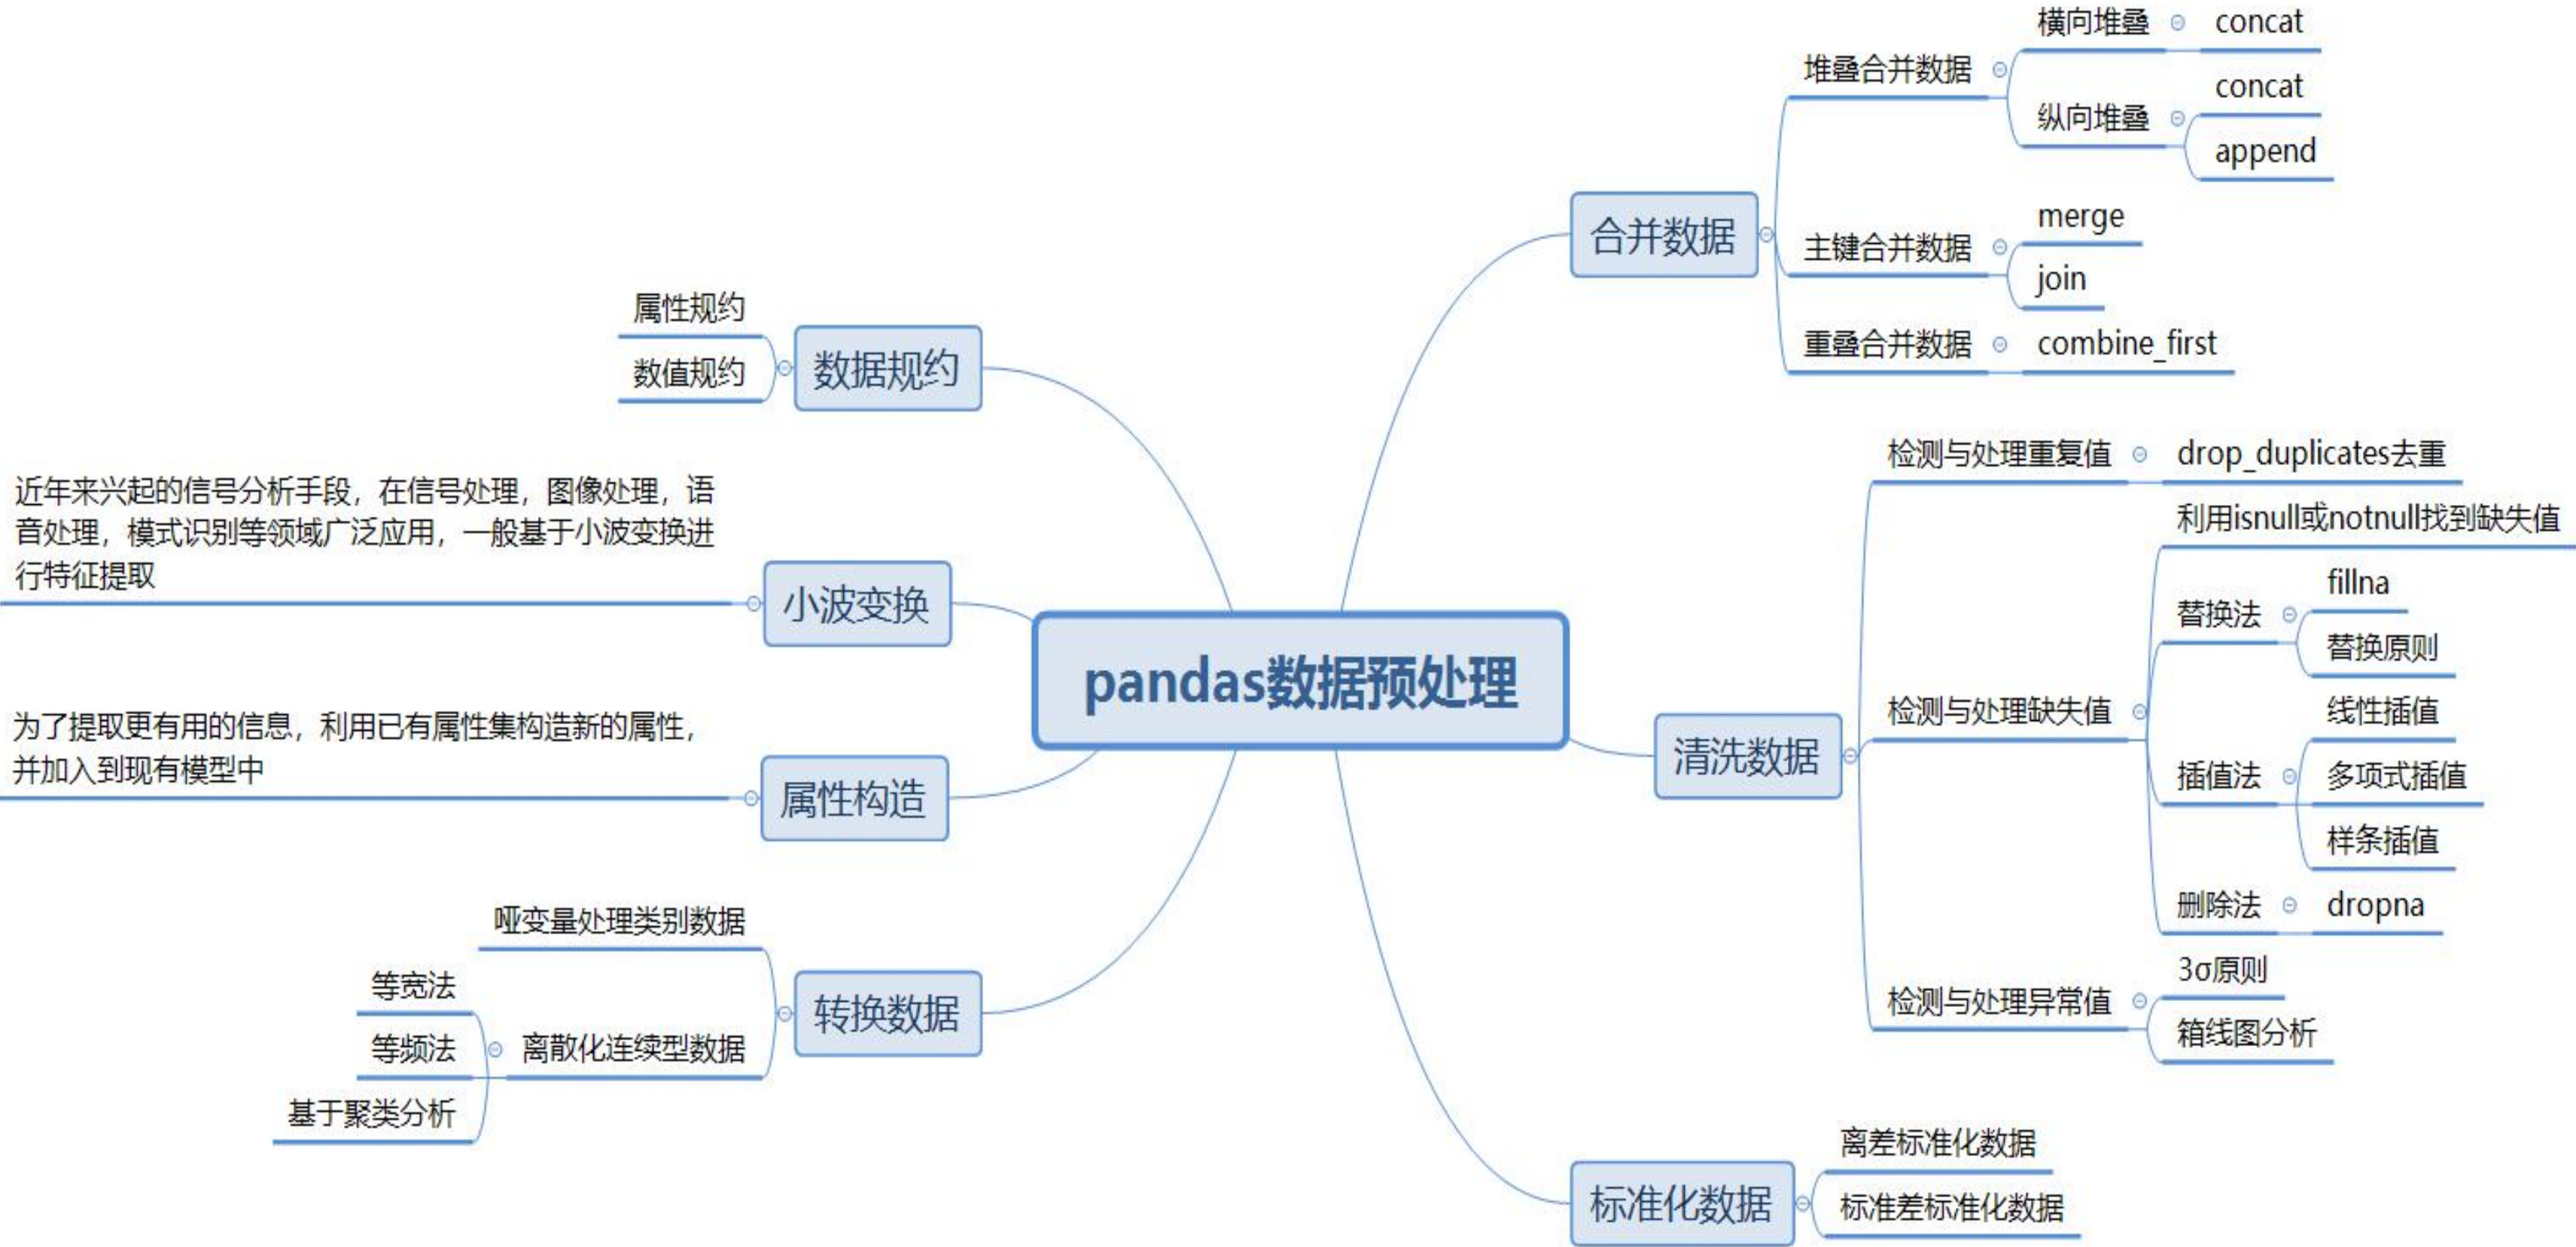 pandas数据预处理
合并数据
堆叠合并数据
横向堆叠
concat
纵向堆叠
concat
append
主键合并数据
merge
join
重叠合并数据
combine_first
清洗数据
检测与处理重复值
drop_duplicates去重
检测与处理缺失值
利用isnull或notnull找到缺失值
替换法
fillna
替换原则
插值法
线性插值
多项式插值
样条插值
删除法
dropna
检测与处理异常值
3σ原则
箱线图分析
标准化数据
离差标准化数据
标准差标准化数据
数据规约
属性规约
数值规约
小波变换
近年来兴起的信号分析手段，在信号处理，图像处理，语
音处理，模式识别等领域广泛应用，一般基于小波变换进
行特征提取
属性构造
为了提取更有用的信息，利用已有属性集构造新的属性，
并加入到现有模型中
转换数据
哑变量处理类别数据
离散化连续型数据
等宽法
等频法
基于聚类分析